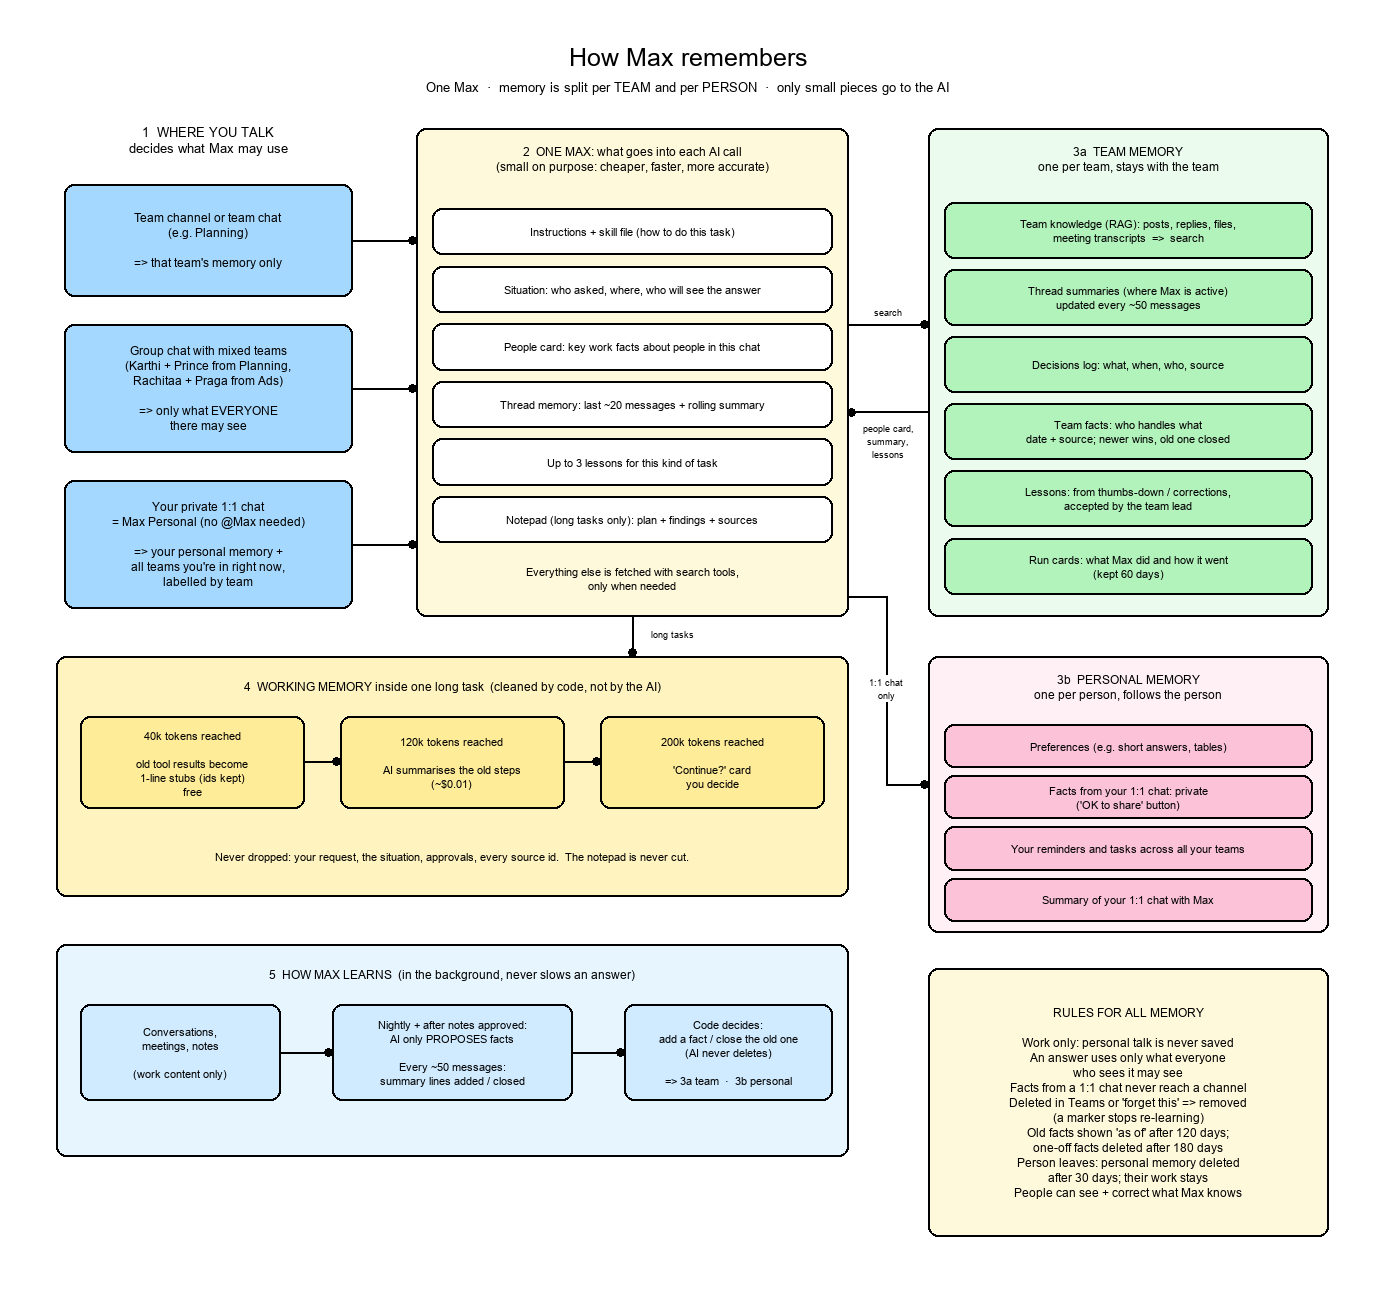 How Max remembers
One Max · memory is split per TEAM and per PERSON · only small pieces go to the AI
1 WHERE YOU TALK
decides what Max may use
Team channel or team chat
(e.g. Planning)
=> that team's memory only
Group chat with mixed teams
(Karthi + Prince from Planning,
Rachitaa + Praga from Ads)
=> only what EVERYONE
there may see
Your private 1:1 chat
= Max Personal (no @Max needed)
=> your personal memory +
all teams you're in right now,
labelled by team
2 ONE MAX: what goes into each AI call
(small on purpose: cheaper, faster, more accurate)
Instructions + skill file (how to do this task)
Situation: who asked, where, who will see the answer
People card: key work facts about people in this chat
Thread memory: last ~20 messages + rolling summary
Up to 3 lessons for this kind of task
Notepad (long tasks only): plan + findings + sources
Everything else is fetched with search tools,
only when needed
search
people card,
summary,
lessons
3a TEAM MEMORY
one per team, stays with the team
Team knowledge (RAG): posts, replies, files,
meeting transcripts => search
Thread summaries (where Max is active)
updated every ~50 messages
Decisions log: what, when, who, source
Team facts: who handles what
date + source; newer wins, old one closed
Lessons: from thumbs-down / corrections,
accepted by the team lead
Run cards: what Max did and how it went
(kept 60 days)
long tasks
1:1 chat
only
4 WORKING MEMORY inside one long task (cleaned by code, not by the AI)
40k tokens reached
old tool results become
1-line stubs (ids kept)
free
120k tokens reached
AI summarises the old steps
(~$0.01)
200k tokens reached
'Continue?' card
you decide
Never dropped: your request, the situation, approvals, every source id. The notepad is never cut.
3b PERSONAL MEMORY
one per person, follows the person
Preferences (e.g. short answers, tables)
Facts from your 1:1 chat: private
('OK to share' button)
Your reminders and tasks across all your teams
Summary of your 1:1 chat with Max
5 HOW MAX LEARNS (in the background, never slows an answer)
Conversations,
meetings, notes
(work content only)
Nightly + after notes approved:
AI only PROPOSES facts
Every ~50 messages:
summary lines added / closed
Code decides:
add a fact / close the old one
(AI never deletes)
=> 3a team · 3b personal
RULES FOR ALL MEMORY
Work only: personal talk is never saved
An answer uses only what everyone
who sees it may see
Facts from a 1:1 chat never reach a channel
Deleted in Teams or 'forget this' => removed
(a marker stops re-learning)
Old facts shown 'as of' after 120 days;
one-off facts deleted after 180 days
Person leaves: personal memory deleted
after 30 days; their work stays
People can see + correct what Max knows